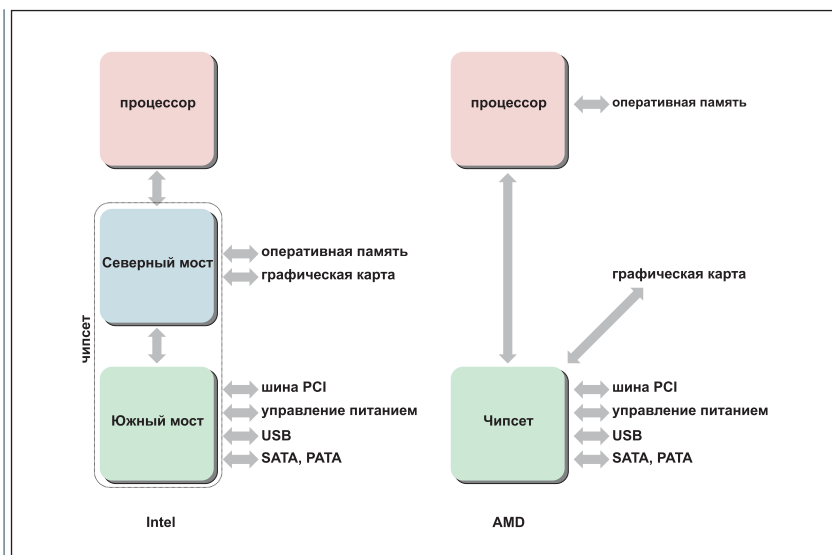 процессор
Северный мост
оперативная память
графическая карта
чипсет
Южный мост
шина PCI
управление питанием
USB
SATA, PATA
Intel
процессор
оперативная память
графическая карта
Чипсет
шина PCI
управление питанием
USB
SATA, PATA
AMD